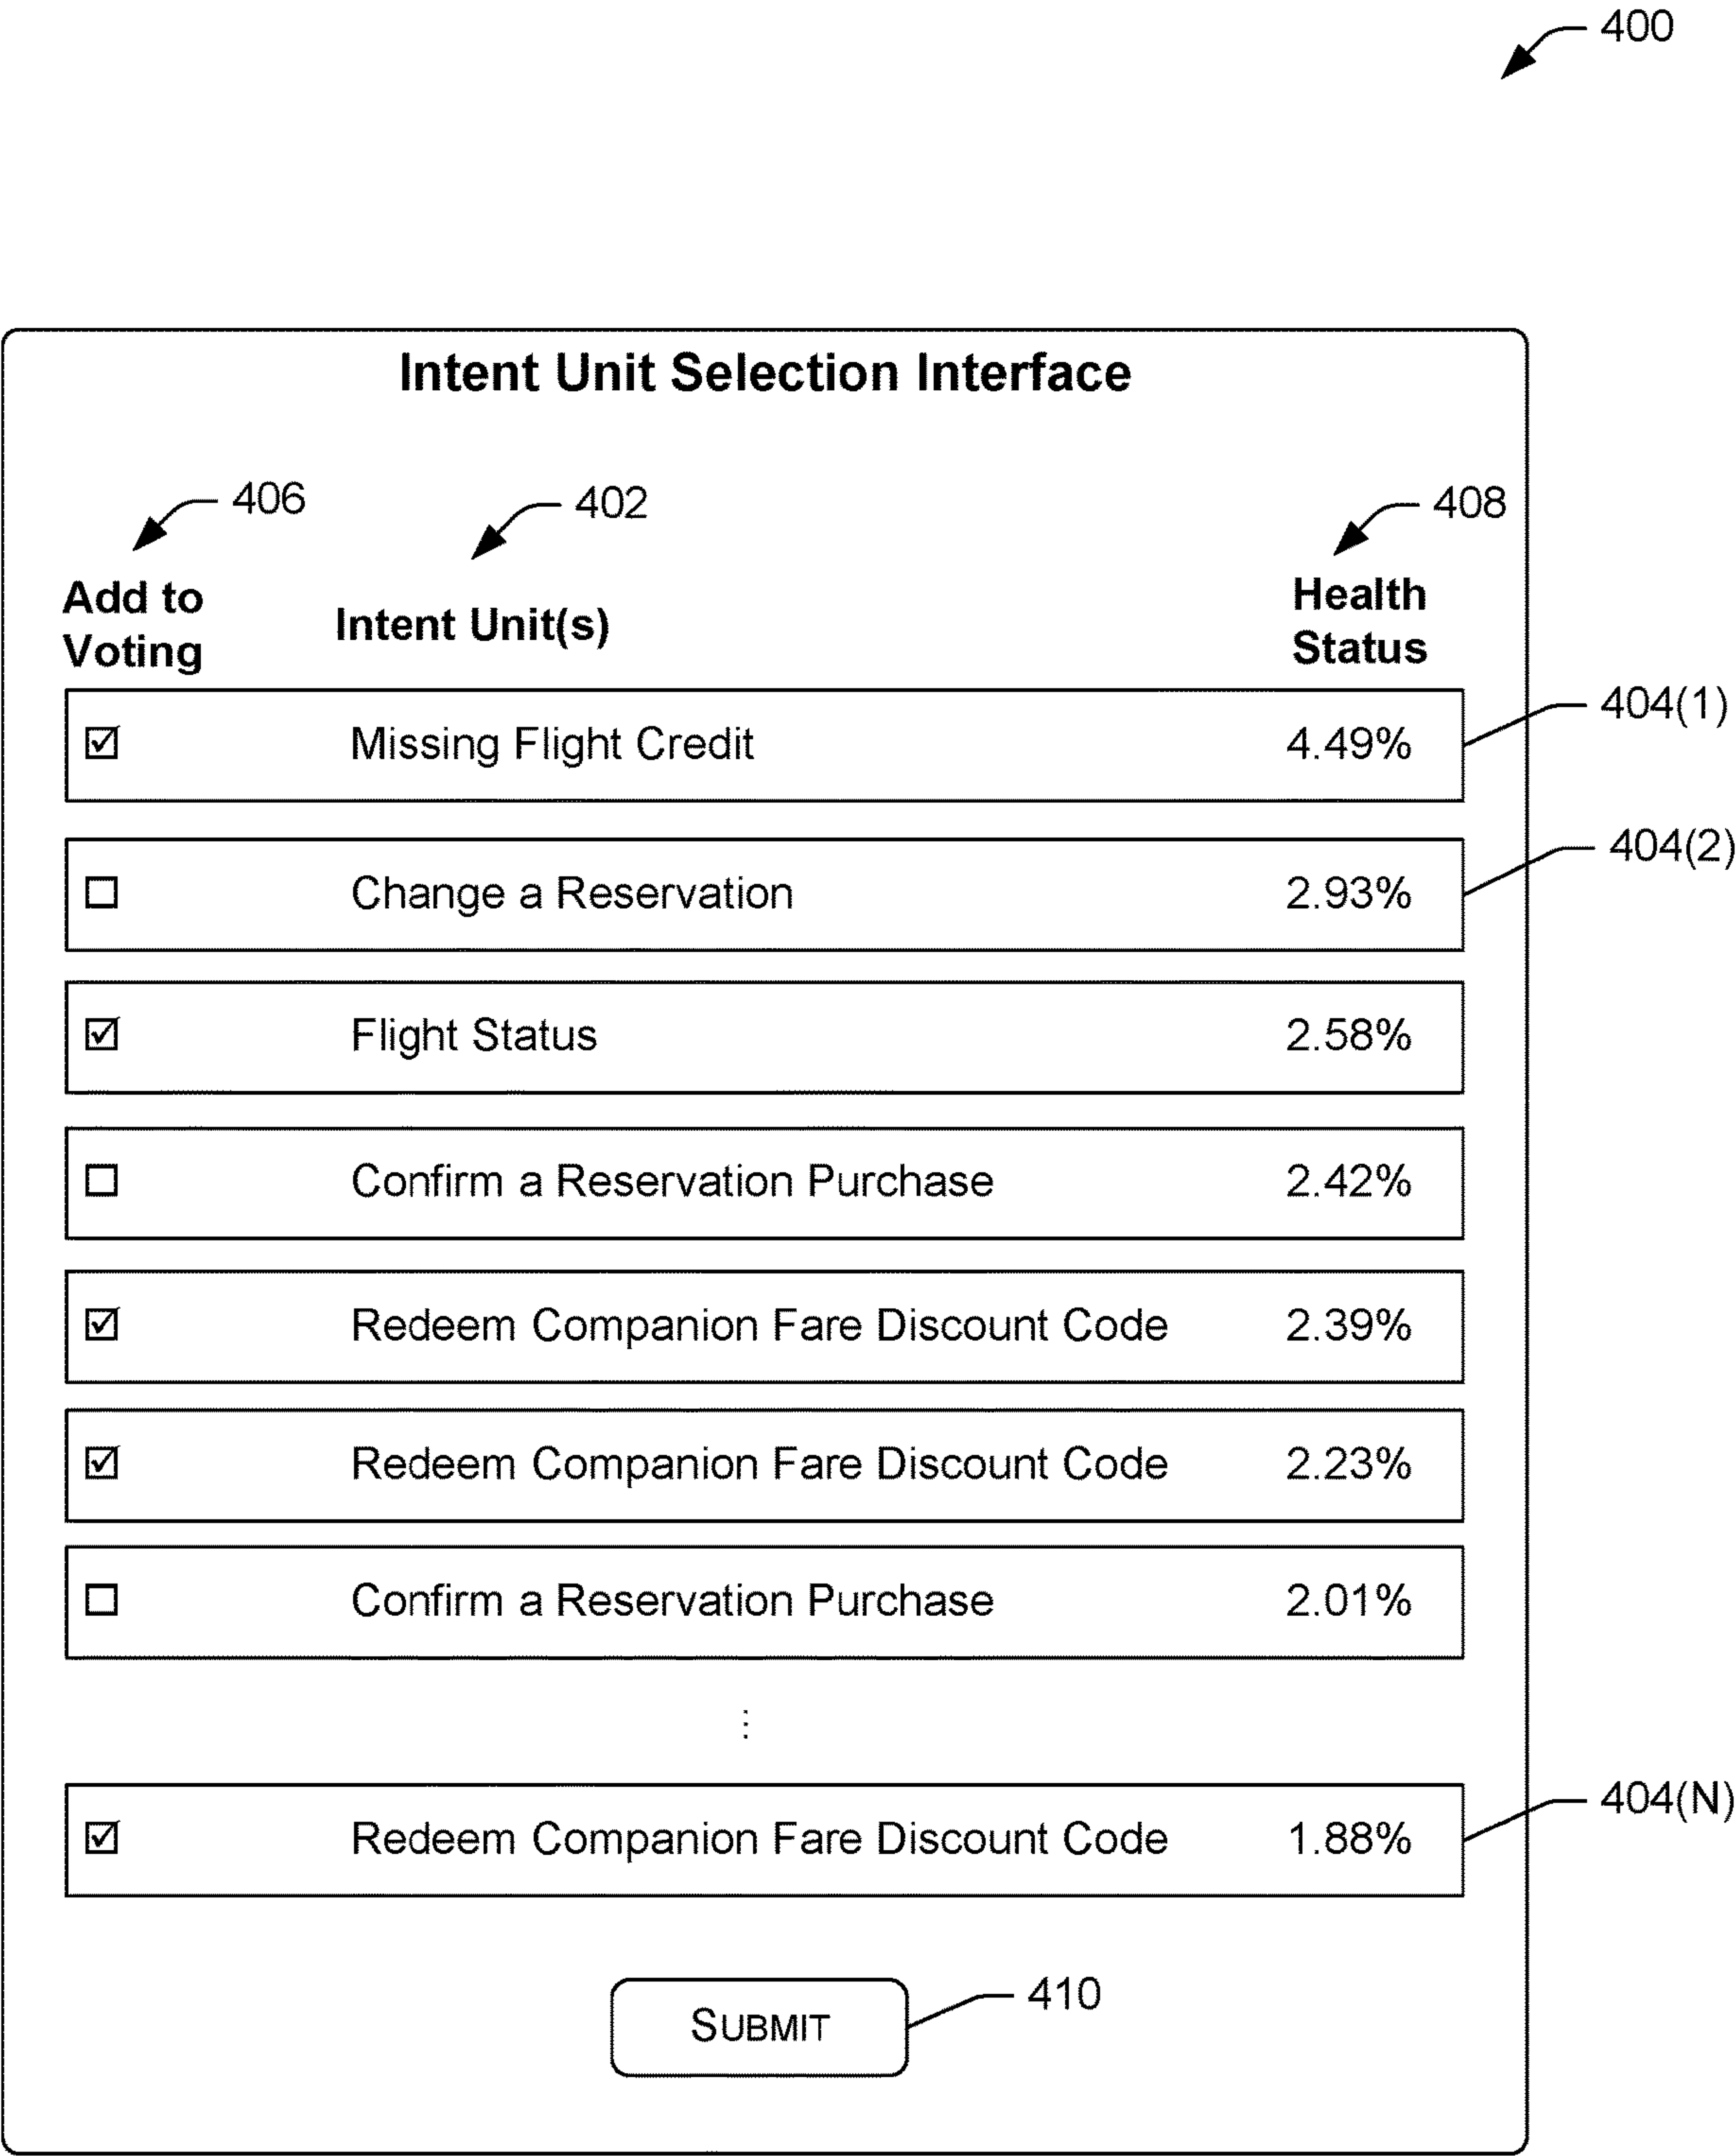 400
Intent Unit Selection Interface
406
402
408
Add to
Voting
Intent Unit(s)
Health
Status
Missing Flight Credit 4.49% 404(1)
Change a Reservation 2.93% 404(2)
Flight Status 2.58%
Confirm a Reservation Purchase 2.42%
Redeem Companion Fare Discount Code 2.39%
Redeem Companion Fare Discount Code 2.23%
Confirm a Reservation Purchase 2.01%
⋮
Redeem Companion Fare Discount Code 1.88% 404(N)
SUBMIT 410